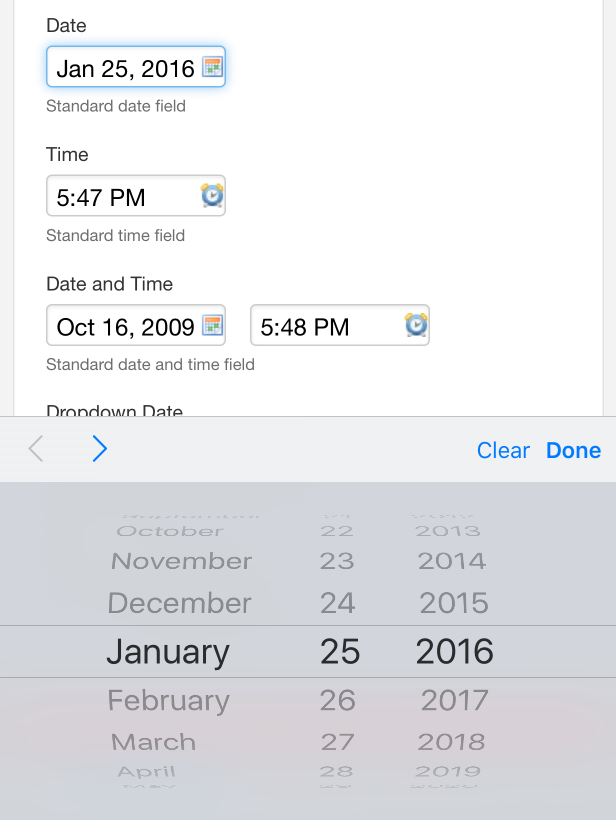 Date
Jan 25, 2016
Standard date field
Time
5:47 PM
Standard time field
Date and Time
Oct 16, 2009 5:48 PM
Standard date and time field
Dropdown Date
Clear Done
October 22 2013
November 23 2014
December 24 2015
January 25 2016
February 26 2017
March 27 2018
April 28 2019